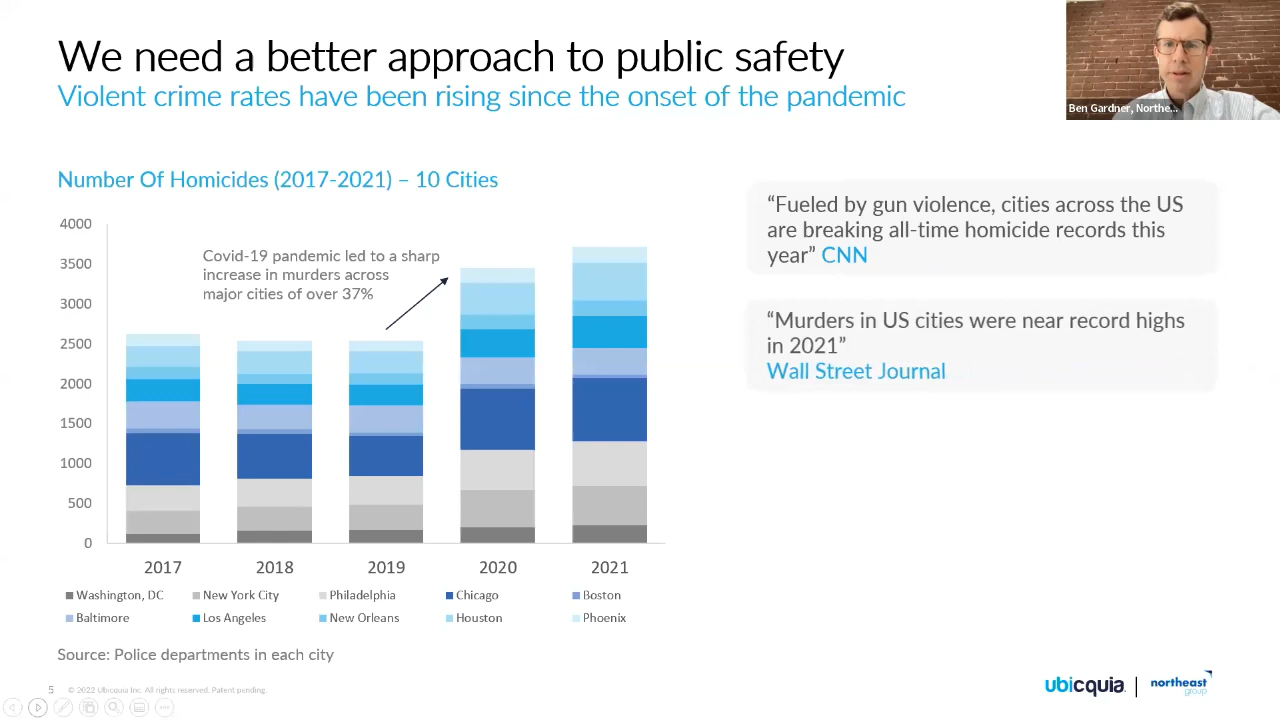 We need a better approach to public safety
Violent crime rates have been rising since the onset of the pandemic
Ben Gardner, Northe...
Number Of Homicides (2017-2021) – 10 Cities
4000
3500
3000
2500
2000
1500
1000
500
0
Covid-19 pandemic led to a sharp
increase in murders across
major cities of over 37%
2017 2018 2019 2020 2021
Washington, DC New York City Philadelphia Chicago Boston
Baltimore Los Angeles New Orleans Houston Phoenix
Source: Police departments in each city
“Fueled by gun violence, cities across the US
are breaking all-time homicide records this
year” CNN
“Murders in US cities were near record highs
in 2021”
Wall Street Journal
5 © 2022 Ubicquia Inc. All rights reserved. Patent pending.
ubicquia
northeast
group